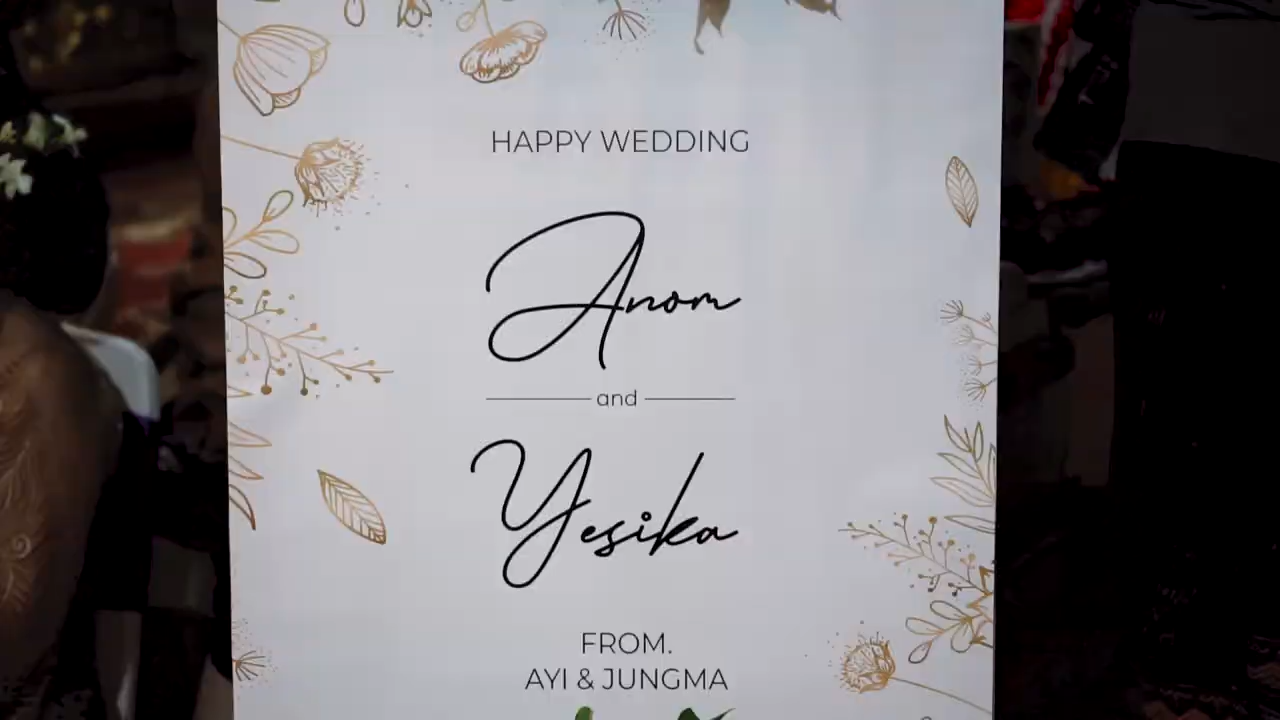 HAPPY WEDDING
Anom
and
Yesika
FROM.
AYI & JUNGMA